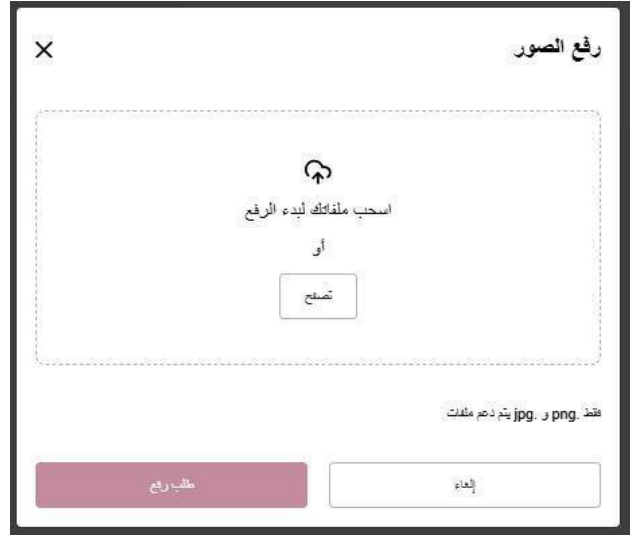 رفع الصور
اسحب ملفاتك لبدء الرفع
أو
تصفح
فقط .png و .jpg يتم دعم ملفات
إلغاء
طلب رفع